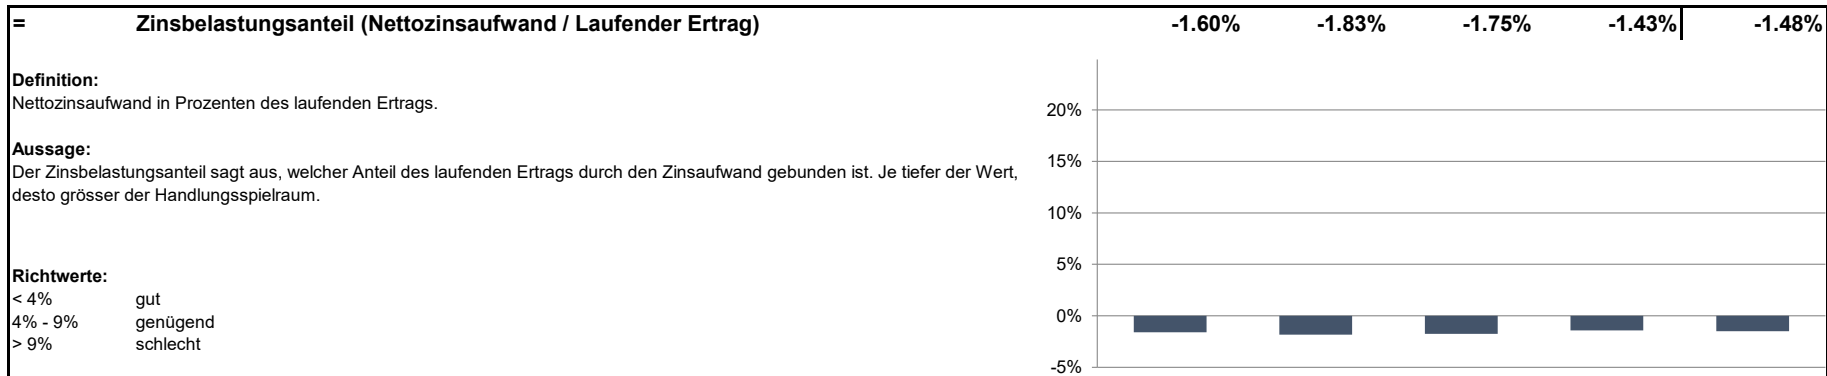 = Zinsbelastungsanteil (Nettozinsaufwand / Laufender Ertrag) -1.60% -1.83% -1.75% -1.43% -1.48%
Definition:
Nettozinsaufwand in Prozenten des laufenden Ertrags.
Aussage:
Der Zinsbelastungsanteil sagt aus, welcher Anteil des laufenden Ertrags durch den Zinsaufwand gebunden ist. Je tiefer der Wert,
desto grösser der Handlungsspielraum.
Richtwerte:
< 4% gut
4% - 9% genügend
> 9% schlecht
20%
15%
10%
5%
0%
-5%